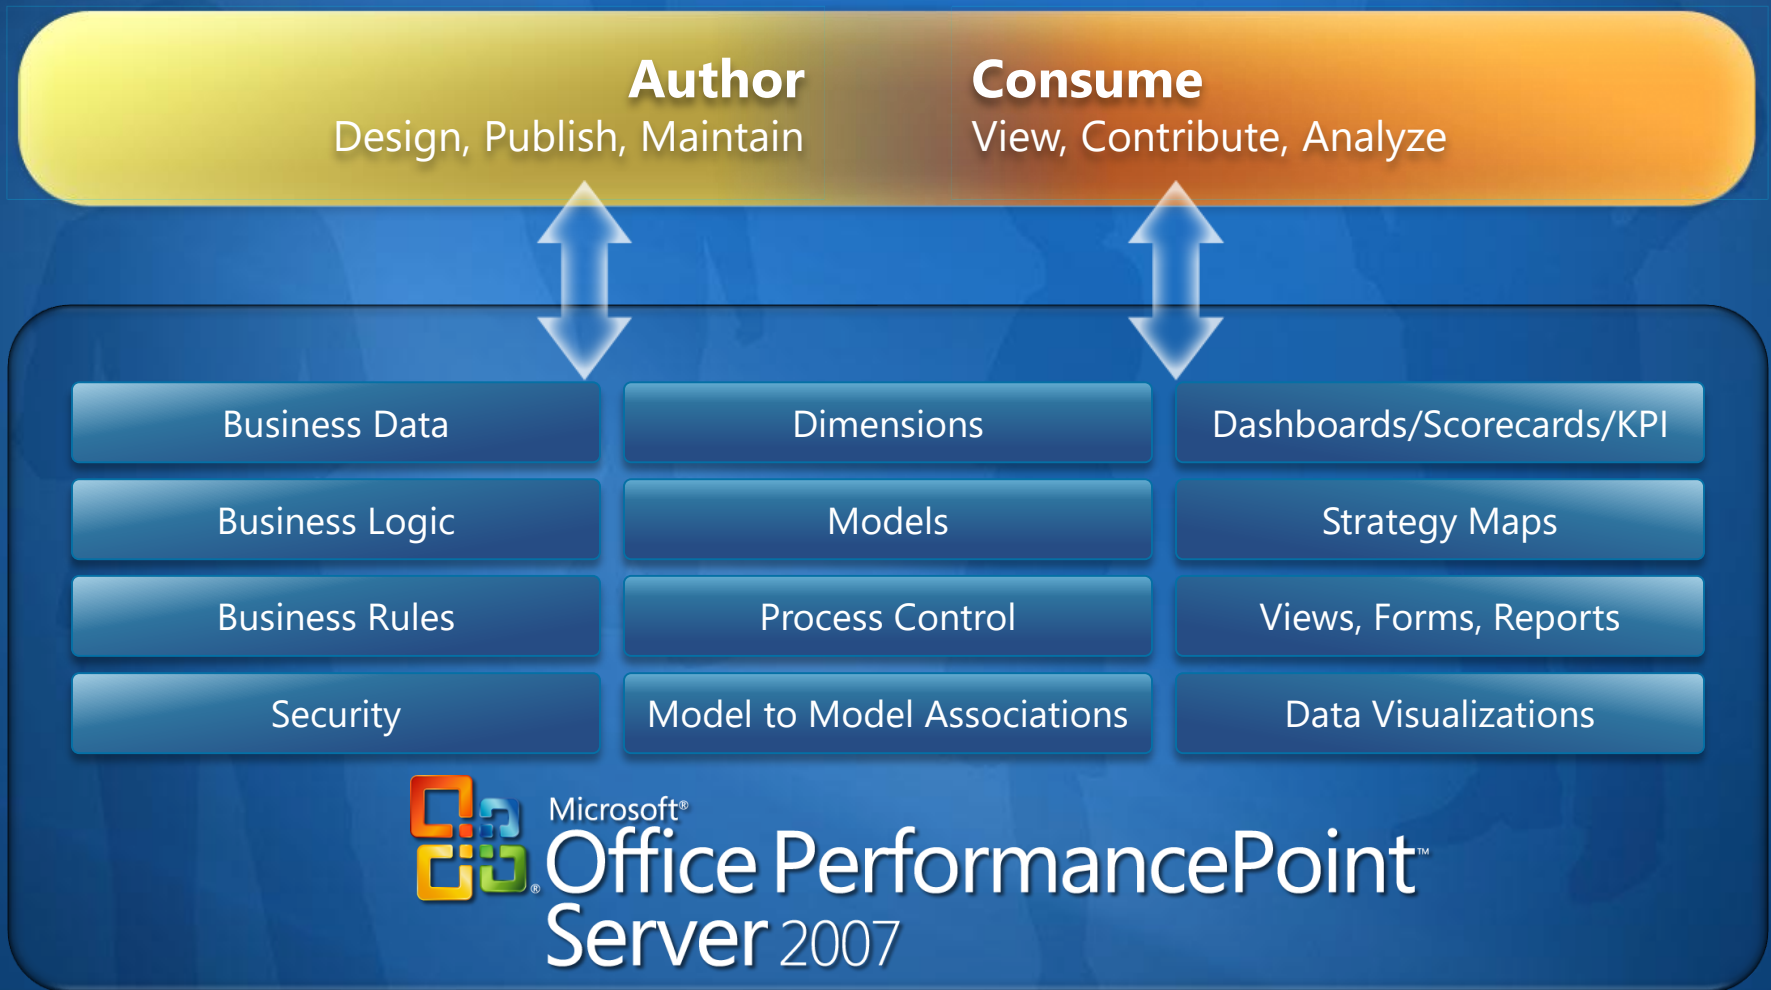 Author
Design, Publish, Maintain
Consume
View, Contribute, Analyze
Business Data
Dimensions
Dashboards/Scorecards/KPI
Business Logic
Models
Strategy Maps
Business Rules
Process Control
Views, Forms, Reports
Security
Model to Model Associations
Data Visualizations
Microsoft®
Office PerformancePoint™
Server 2007